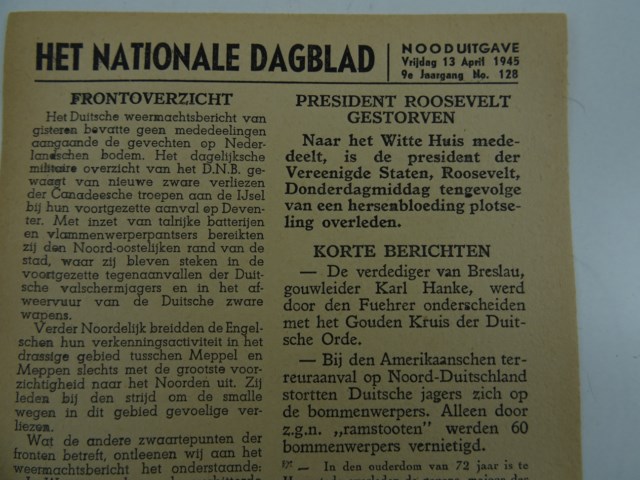 HET NATIONALE DAGBLAD
NOODUITGAVE
Vrijdag 13 April 1945
9e Jaargang No. 128
FRONTOVERZICHT
Het Duitsche weermachtsbericht van
gisteren bevatte geen mededeelingen
aangaande de gevechten op Neder-
landschen bodem. Het dagelijksche
militaire overzicht van het D.N.B. ge-
waagt van nieuwe zware verliezen
der Canadeesche troepen aan de IJsel
bij hun voortgezette aanval op Deven-
ter. Met inzet van talrijke batterijen
en vlammenwerperpantsers bereikten
zij den Noord-oostelijken rand van de
stad, waar zij bleven steken in de
voortgezette tegenaanvallen der Duit-
sche valschermjagers en in het af-
weervuur van de Duitsche zware
wapens.
Verder Noordelijk breidden de Engel-
schen hun verkenningsactiviteit in het
drassige gebied tusschen Meppel en
Meppen slechts met de grootste voor-
zichtigheid naar het Noorden uit. Zij
leden bij den strijd om de smalle
wegen in dit gebied gevoelige ver-
liezen.
Wat de andere zwaartepunten der
fronten betreft, ontleenen wij aan het
weermachtsbericht het onderstaande:
PRESIDENT ROOSEVELT
GESTORVEN
Naar het Witte Huis mede-
deelt, is de president der
Vereenigde Staten, Roosevelt,
Donderdagmiddag tengevolge
van een hersenbloeding plotse-
ling overleden.
KORTE BERICHTEN
— De verdediger van Breslau,
gouwleider Karl Hanke, werd
door den Fuehrer onderscheiden
met het Gouden Kruis der Duit-
sche Orde.
— Bij den Amerikaanschen ter-
reuraanval op Noord-Duitschland
stortten Duitsche jagers zich op
de bommenwerpers. Alleen door
z.g.n. „ramstooten" werden 60
bommenwerpers vernietigd.
— In den ouderdom van 72 jaar is te